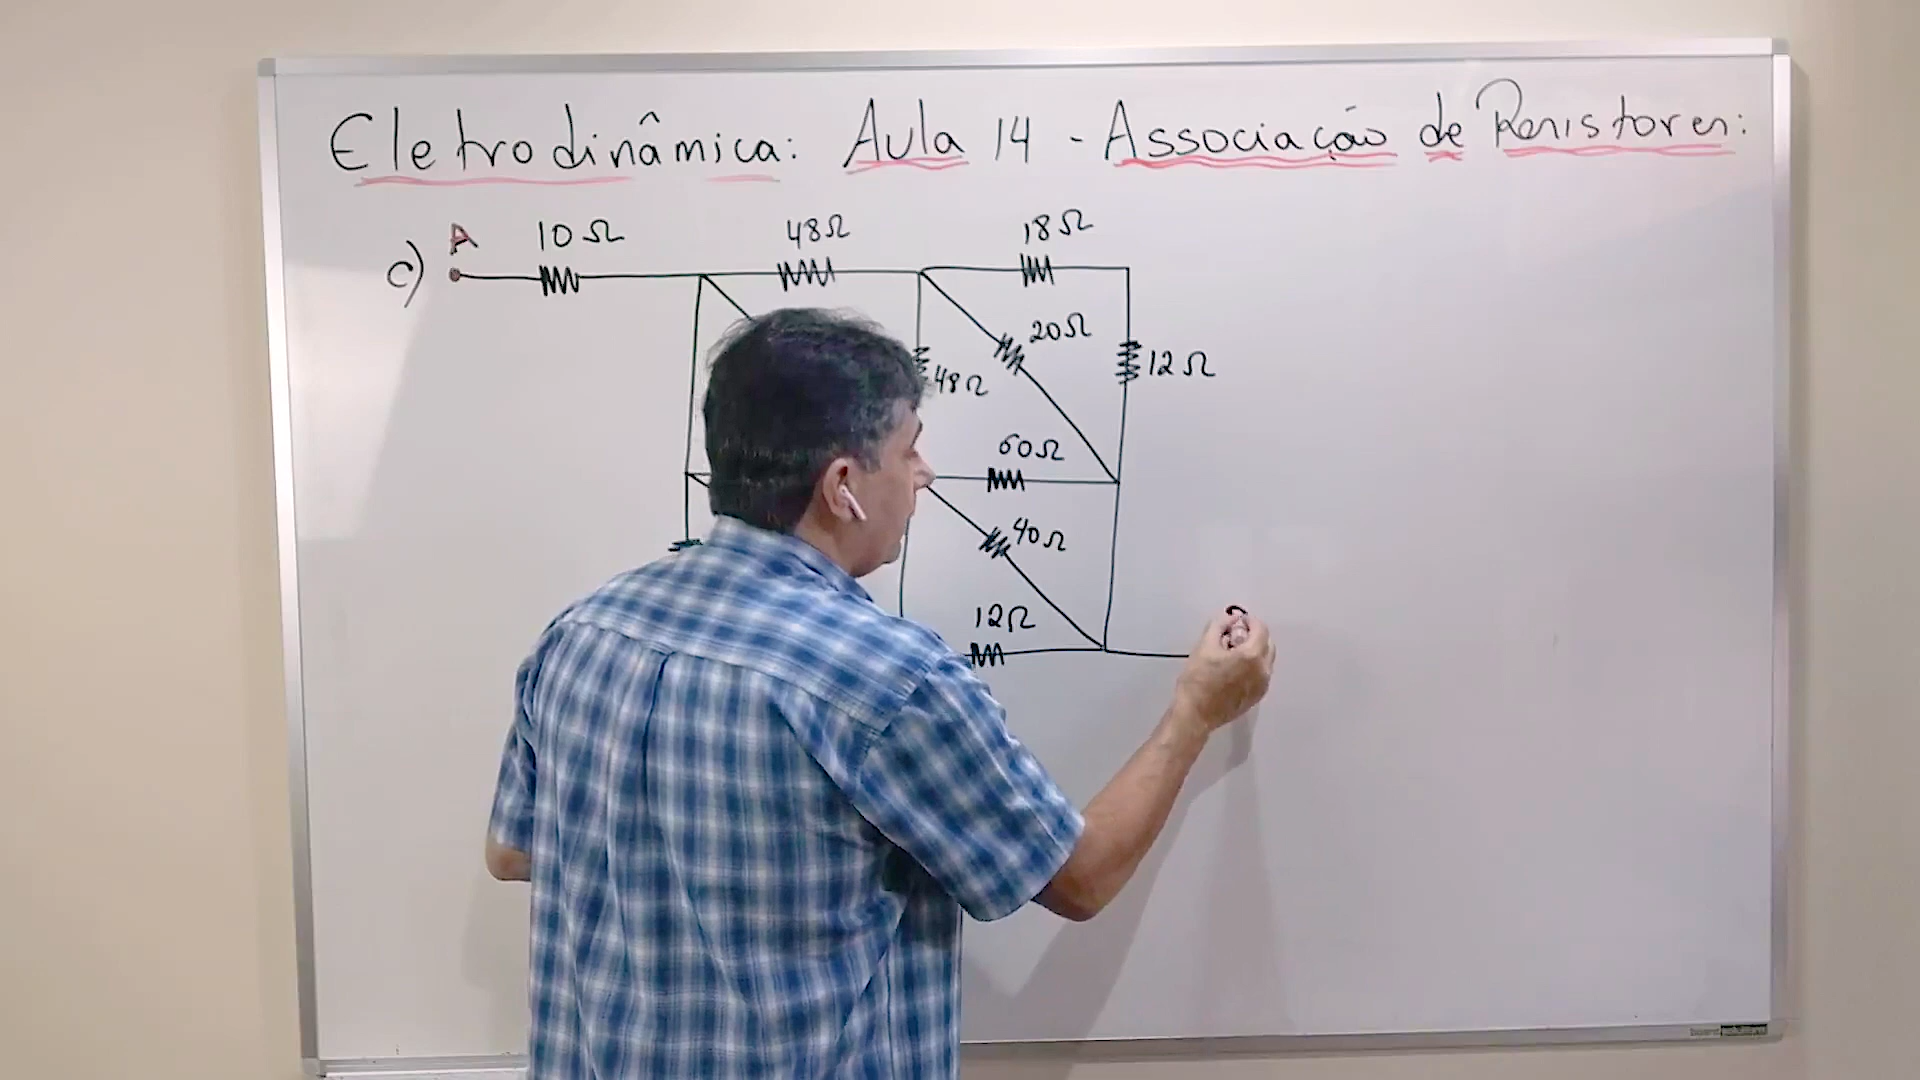 Eletrodinâmica: Aula 14 - Associação de Resistores:
c) A 10Ω 48Ω 18Ω
20Ω
12Ω
48Ω
60Ω
40Ω
12Ω